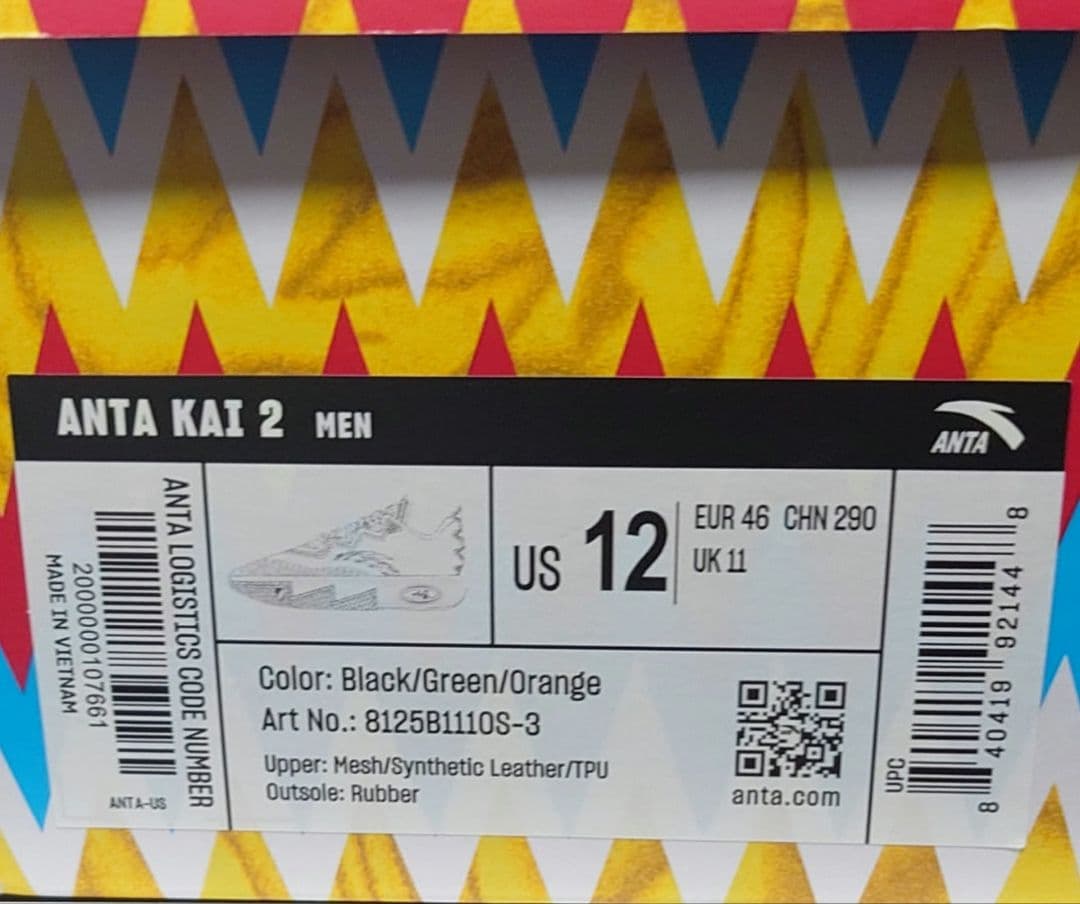 ANTA KAI 2 MEN
ANTA
ANTA LOGISTICS CODE NUMBER
2000000107661
MADE IN VIETNAM
ANTA-US
US 12
EUR 46 CHN 290
UK 11
Color: Black/Green/Orange
Art No.: 8125B1110S-3
Upper: Mesh/Synthetic Leather/TPU
Outsole: Rubber
anta.com
UPC
8 40419 92144 8